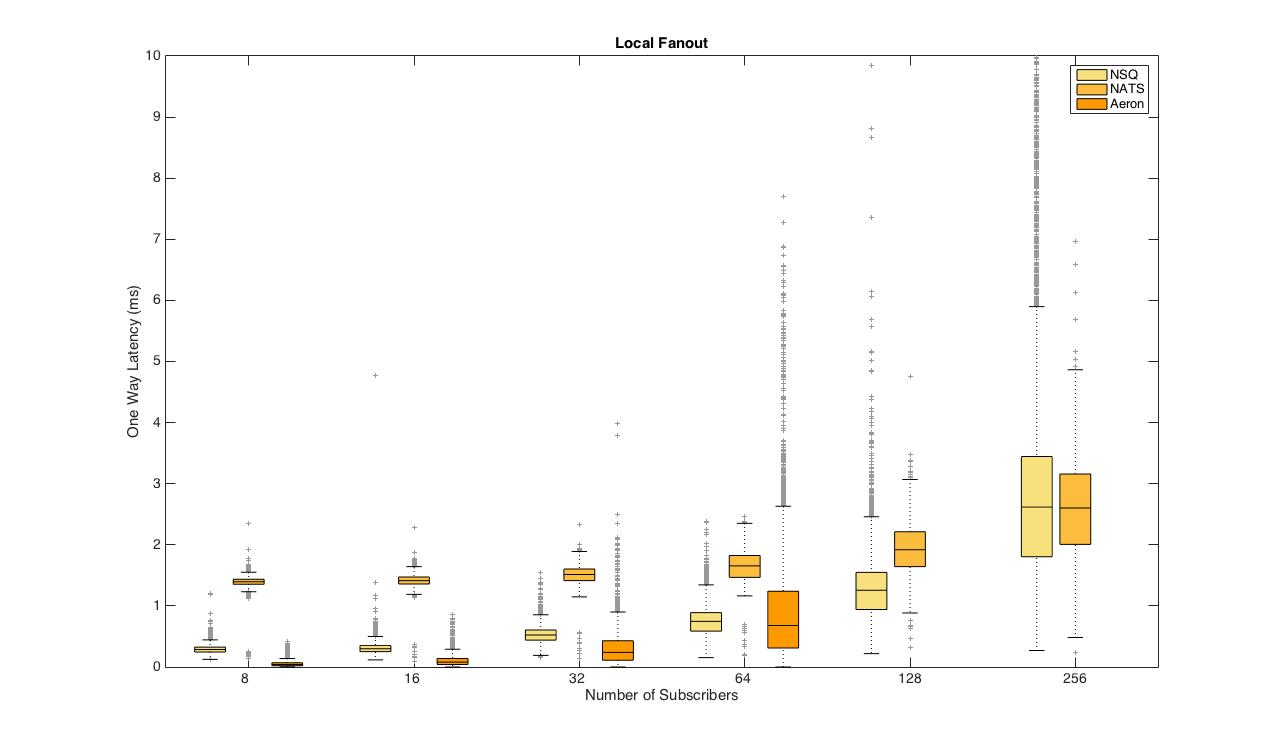 Local Fanout
10
9
8
7
6
5
4
3
2
1
0
One Way Latency (ms)
NSQ
NATS
Aeron
8 16 32 64 128 256
Number of Subscribers